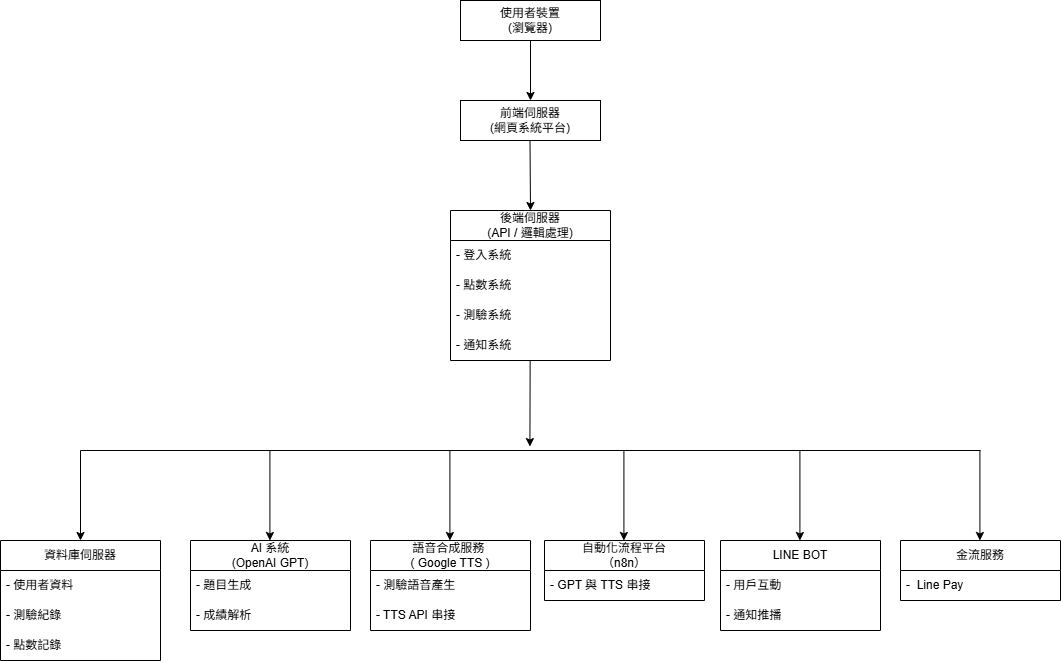 使用者裝置
(瀏覽器)
前端伺服器
(網頁系統平台)
後端伺服器
(API / 邏輯處理)
- 登入系統
- 點數系統
- 測驗系統
- 通知系統
資料庫伺服器
- 使用者資料
- 測驗紀錄
- 點數記錄
AI 系統
(OpenAI GPT)
- 題目生成
- 成績解析
語音合成服務
( Google TTS )
- 測驗語音產生
- TTS API 串接
自動化流程平台
（n8n）
- GPT 與 TTS 串接
LINE BOT
- 用戶互動
- 通知推播
金流服務
- Line Pay